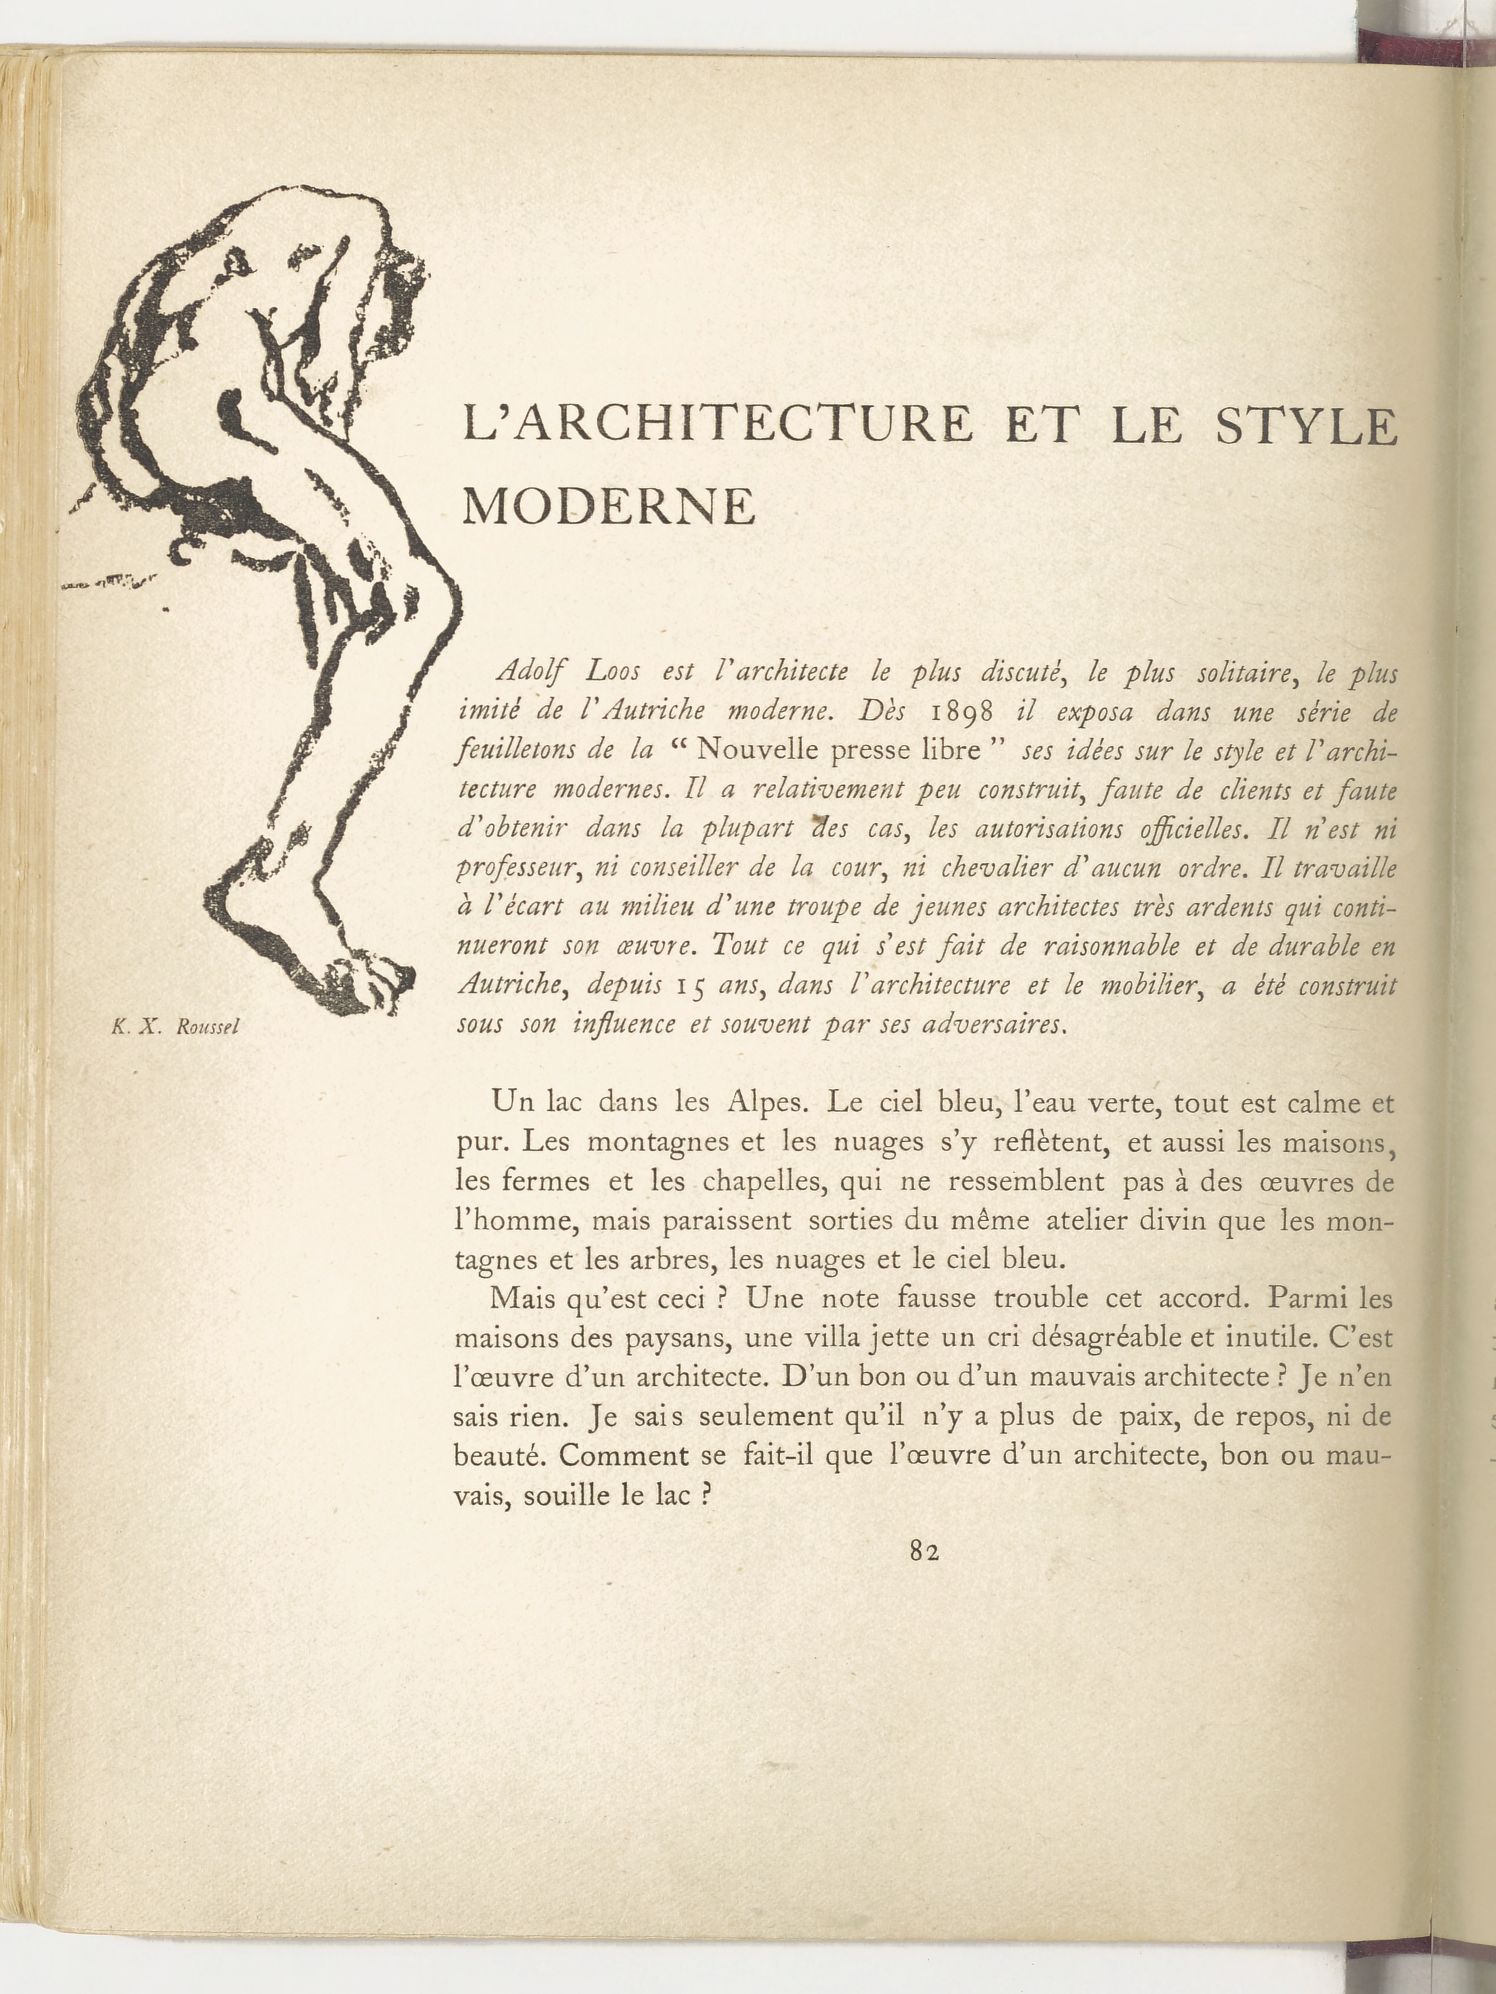 L'ARCHITECTURE ET LE STYLE
MODERNE
Adolf Loos est l'architecte le plus discuté, le plus solitaire, le plus
imité de l'Autriche moderne. Dès 1898 il exposa dans une série de
feuilletons de la “ Nouvelle presse libre ” ses idées sur le style et l'archi-
tecture modernes. Il a relativement peu construit, faute de clients et faute
d'obtenir dans la plupart des cas, les autorisations officielles. Il n'est ni
professeur, ni conseiller de la cour, ni chevalier d'aucun ordre. Il travaille
à l'écart au milieu d'une troupe de jeunes architectes très ardents qui conti-
nueront son œuvre. Tout ce qui s'est fait de raisonnable et de durable en
Autriche, depuis 15 ans, dans l'architecture et le mobilier, a été construit
sous son influence et souvent par ses adversaires.
K. X. Roussel
Un lac dans les Alpes. Le ciel bleu, l'eau verte, tout est calme et
pur. Les montagnes et les nuages s'y reflètent, et aussi les maisons,
les fermes et les chapelles, qui ne ressemblent pas à des œuvres de
l'homme, mais paraissent sorties du même atelier divin que les mon-
tagnes et les arbres, les nuages et le ciel bleu.
Mais qu'est ceci ? Une note fausse trouble cet accord. Parmi les
maisons des paysans, une villa jette un cri désagréable et inutile. C'est
l'œuvre d'un architecte. D'un bon ou d'un mauvais architecte ? Je n'en
sais rien. Je sais seulement qu'il n'y a plus de paix, de repos, ni de
beauté. Comment se fait-il que l'œuvre d'un architecte, bon ou mau-
vais, souille le lac ?
82